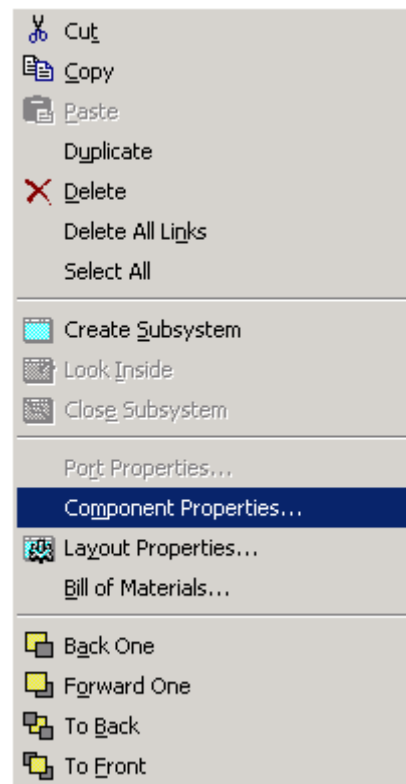 Cut
Copy
Paste
Duplicate
Delete
Delete All Links
Select All
Create Subsystem
Look Inside
Close Subsystem
Port Properties...
Component Properties...
Layout Properties...
Bill of Materials...
Back One
Forward One
To Back
To Front